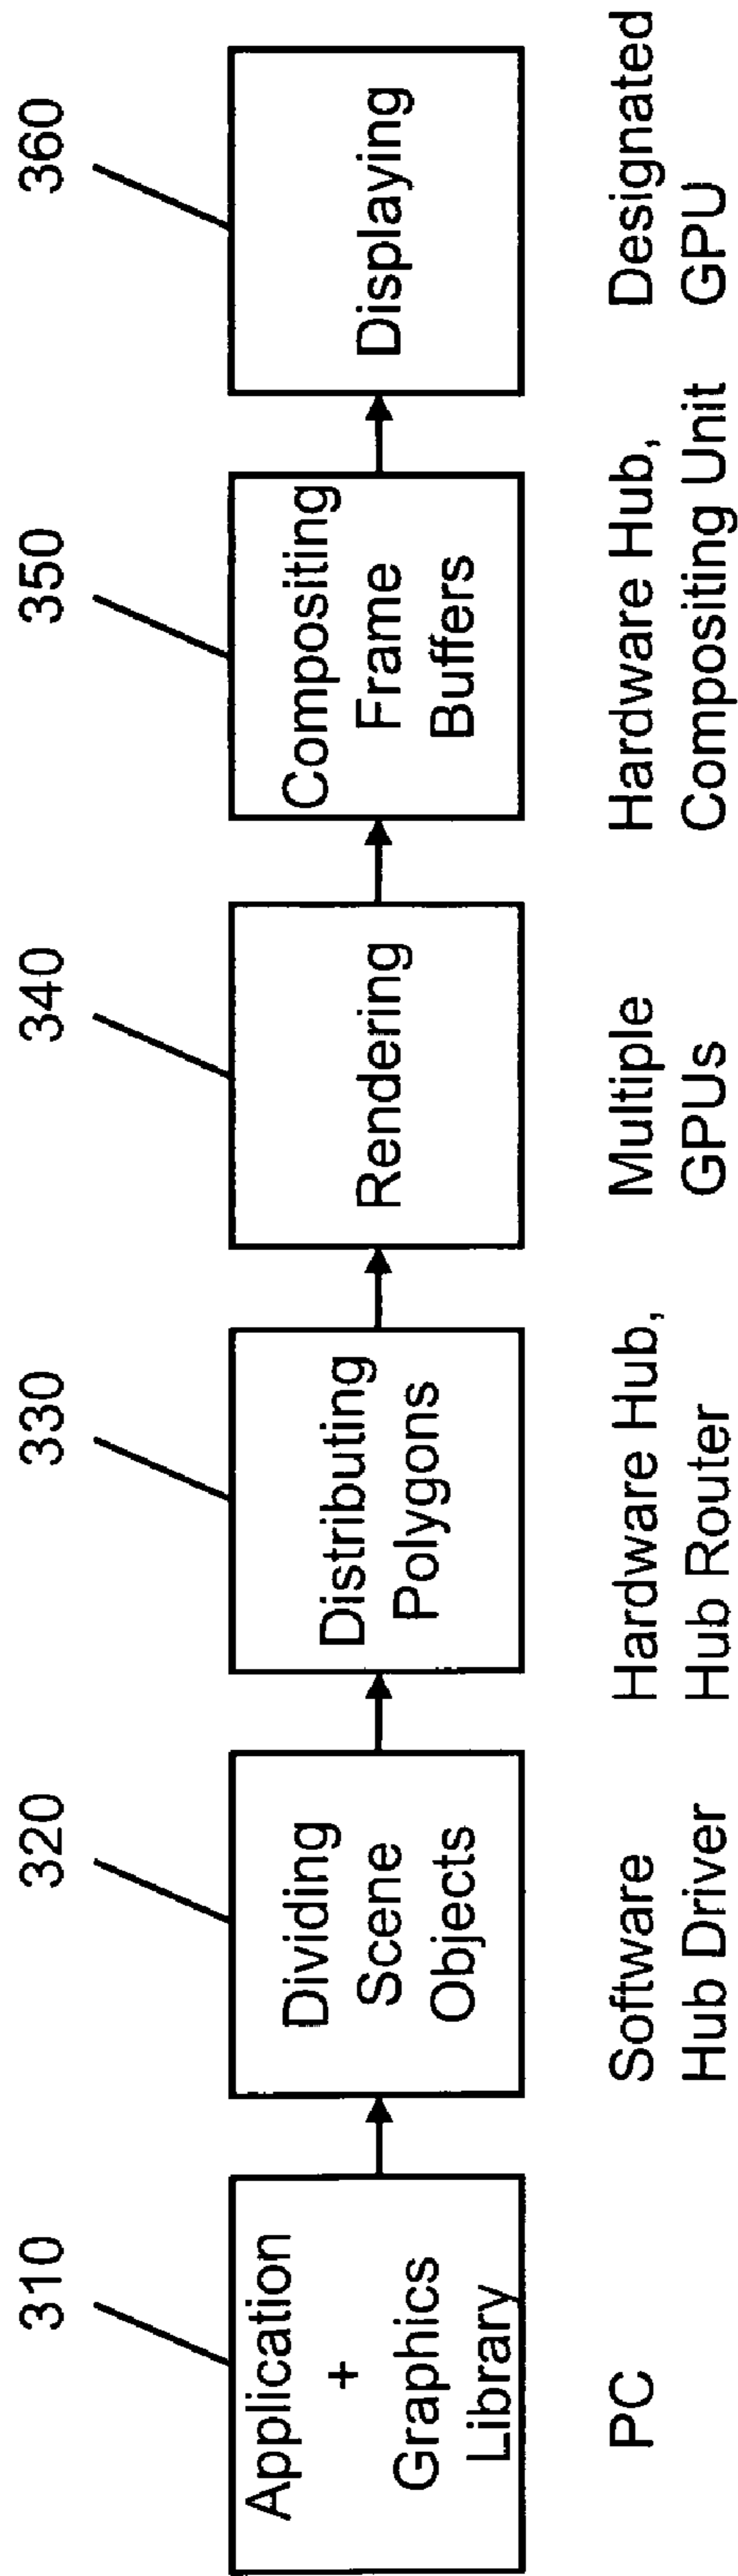 310
Application
+
Graphics
Library
PC
320
Dividing
Scene
Objects
Software
Hub Driver
330
Distributing
Polygons
Hardware Hub,
Hub Router
340
Rendering
Multiple
GPUs
350
Compositing
Frame
Buffers
Hardware Hub,
Compositing Unit
360
Displaying
Designated
GPU